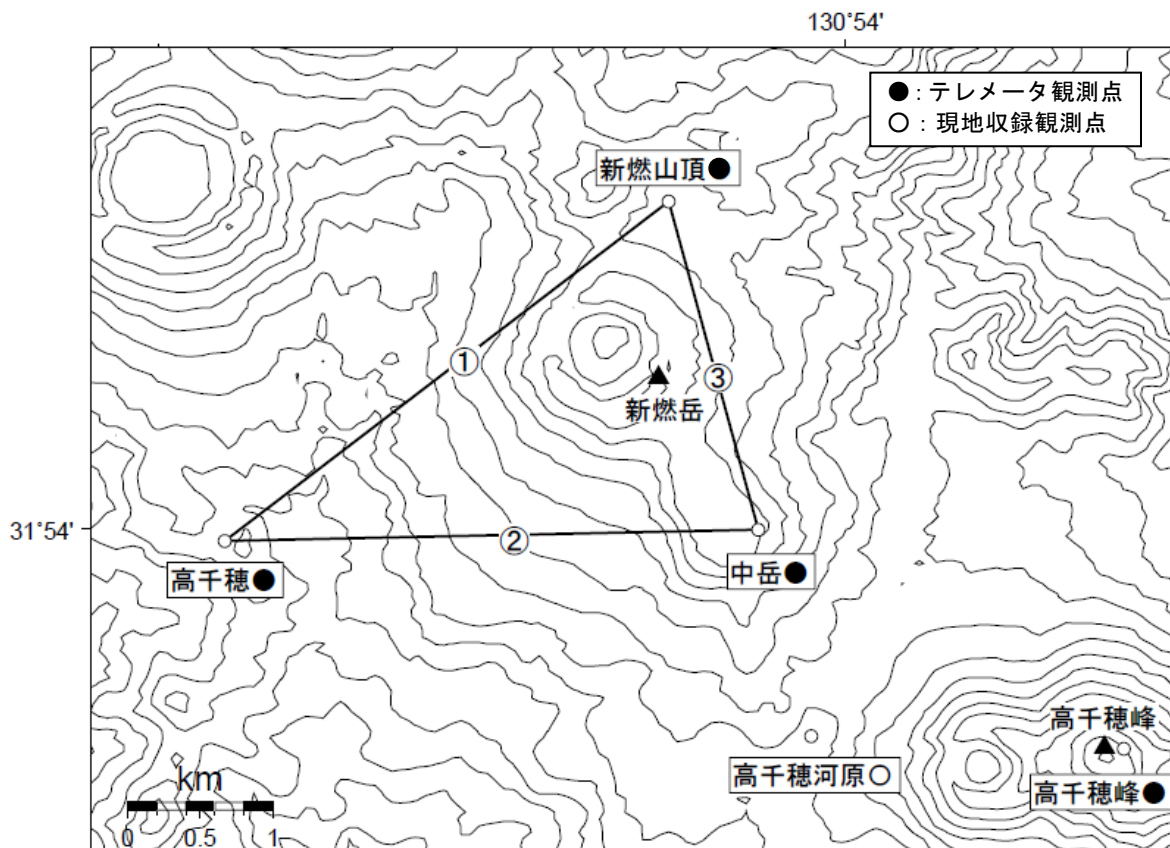 130°54'
●：テレメータ観測点
○：現地収録観測点
新燃山頂●
①
③
新燃岳
31°54'
②
高千穂●
中岳●
高千穂峰
高千穂河原○
高千穂峰●
km
0 0.5 1